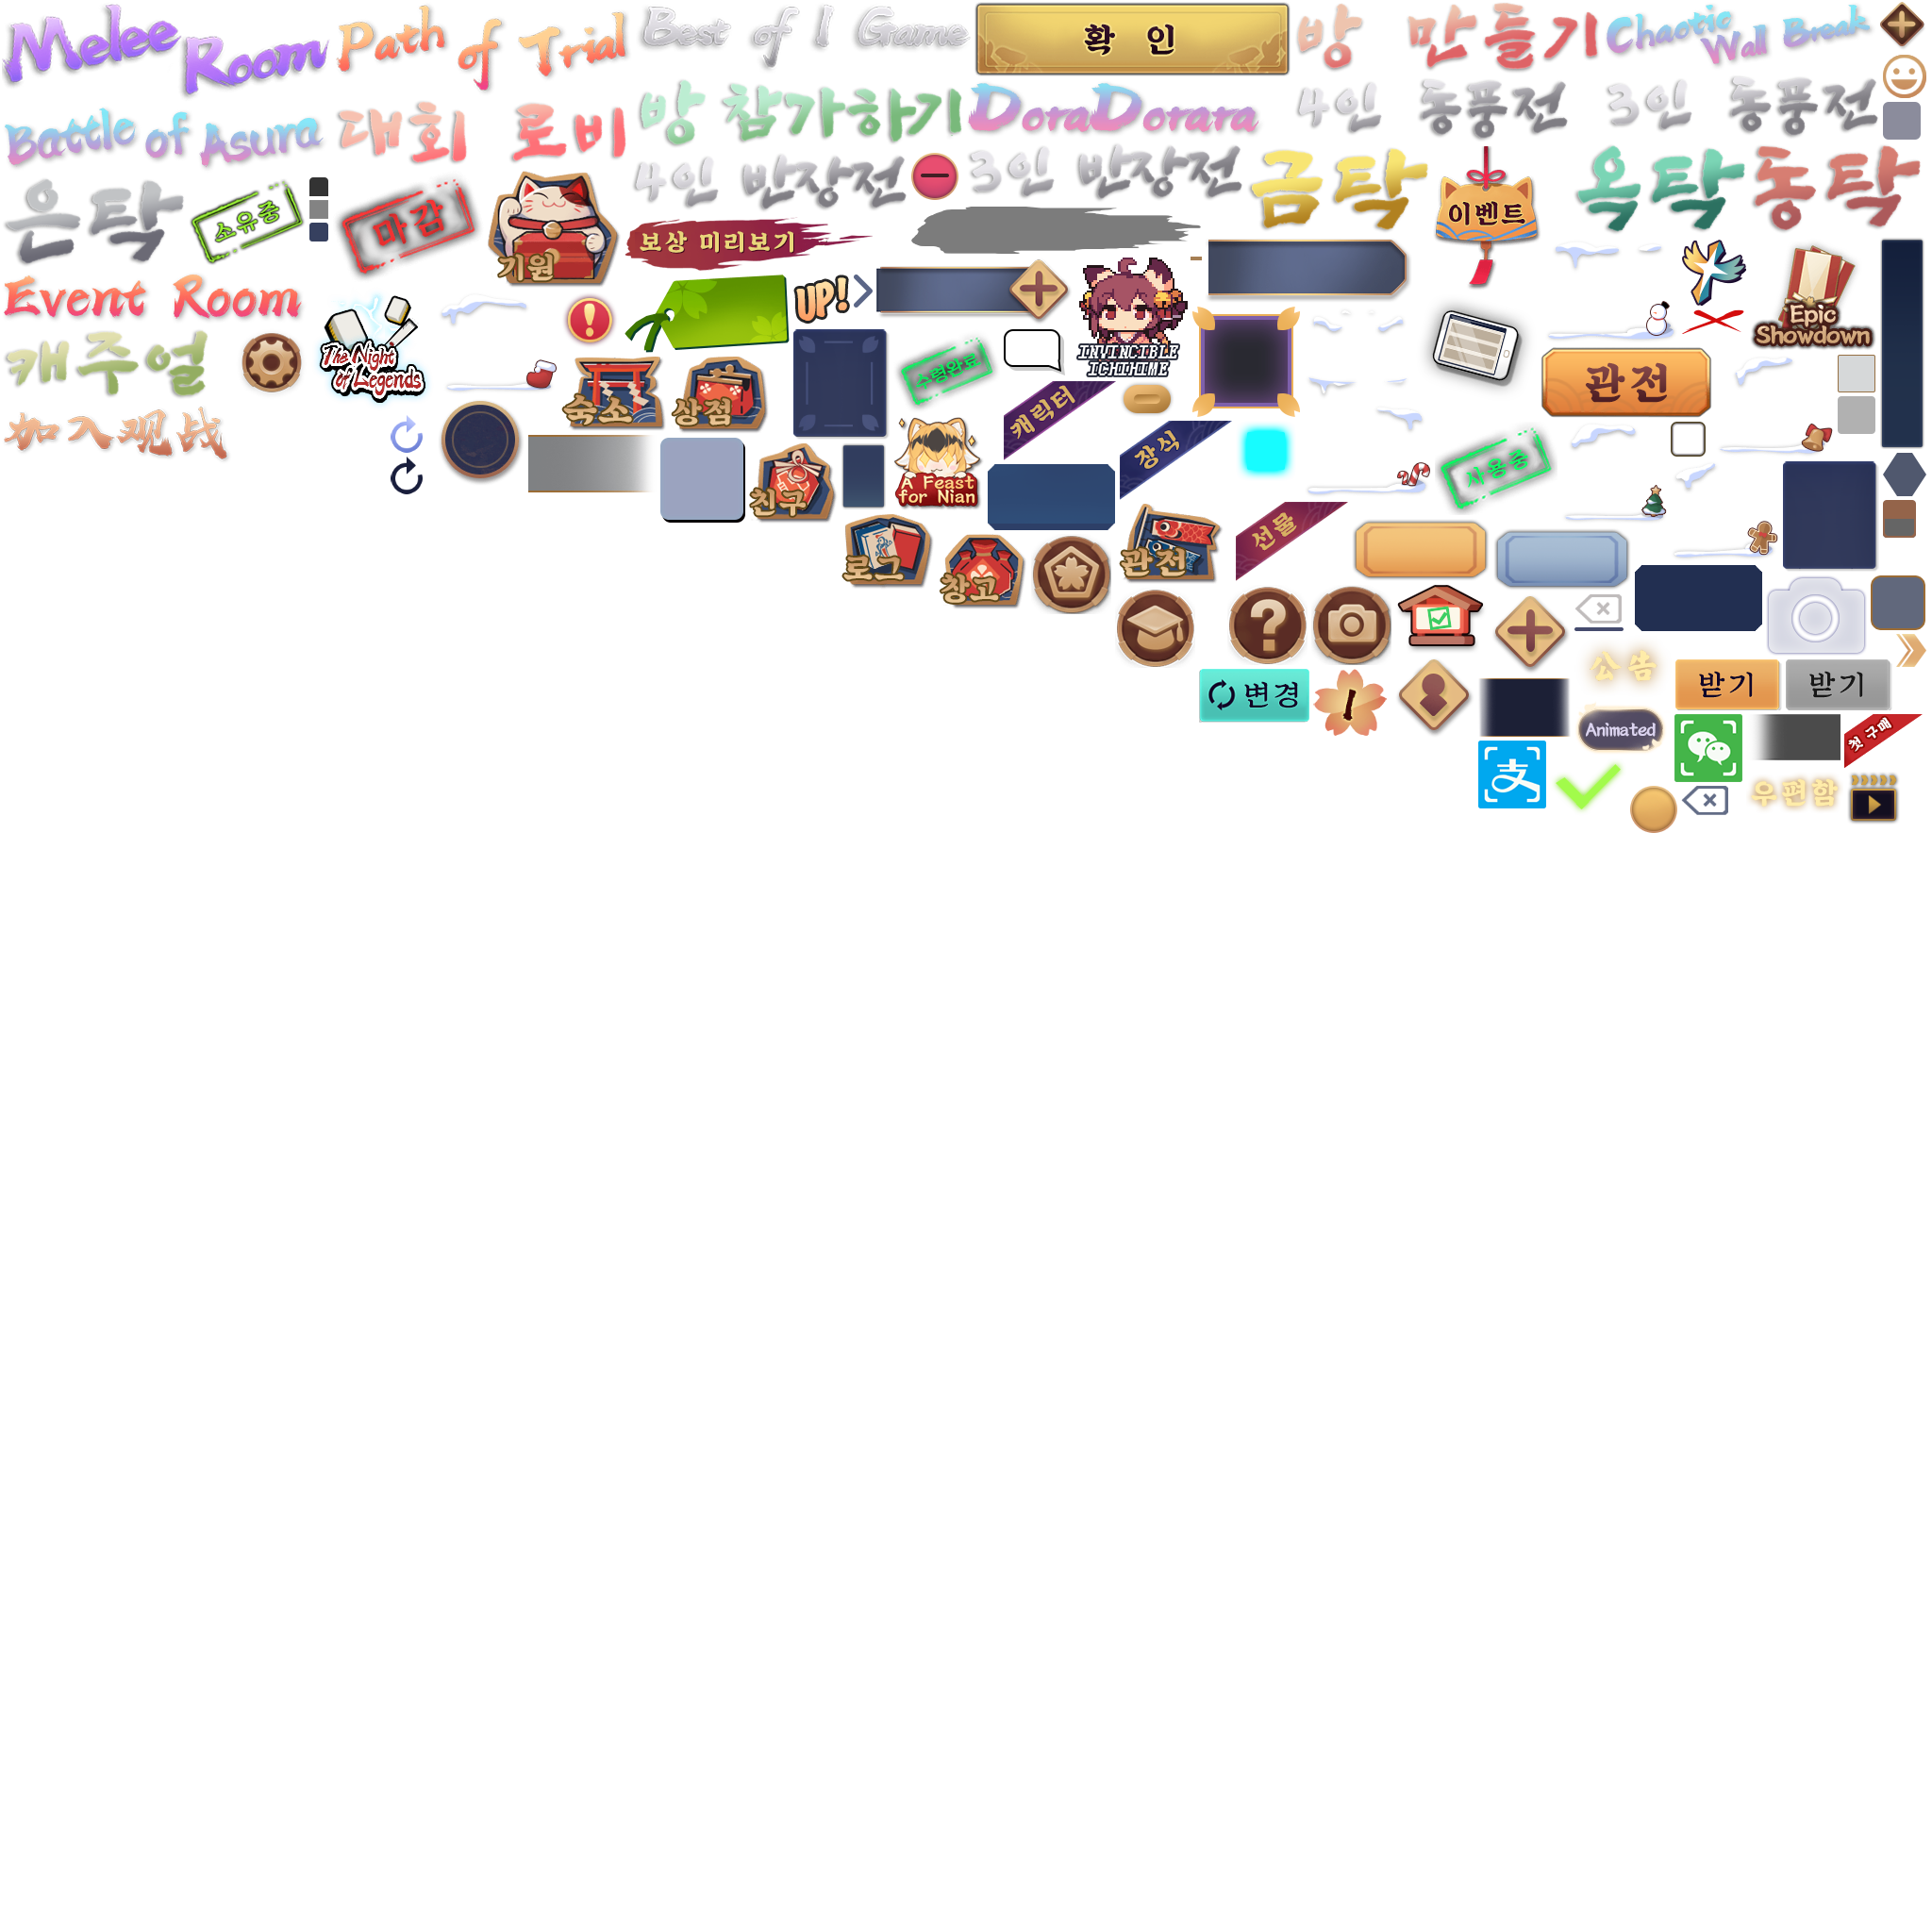 Melee Room
Path of Trial
Best of 1 Game
확 인
방 만들기
Chaotic Wall Break
Battle of Asura
대회 로비
방 참가하기
DoraDorara
4인 동풍전
3인 동풍전
은탁
소유중
마감
기원
4인 반장전
3인 반장전
금탁
이벤트
옥탁
동탁
보상 미리보기
Event Room
UP!
INVINCIBLE
ICHIHIME
Epic
Showdown
캐주얼
The Night
of Legends
숙소
상점
수령완료
캐릭터
관전
加入观战
장식
친구
A Feast
for Nian
사용중
선물
로그
창고
관전
변경
公告
받기
받기
Animated
支
첫 구매
우편함